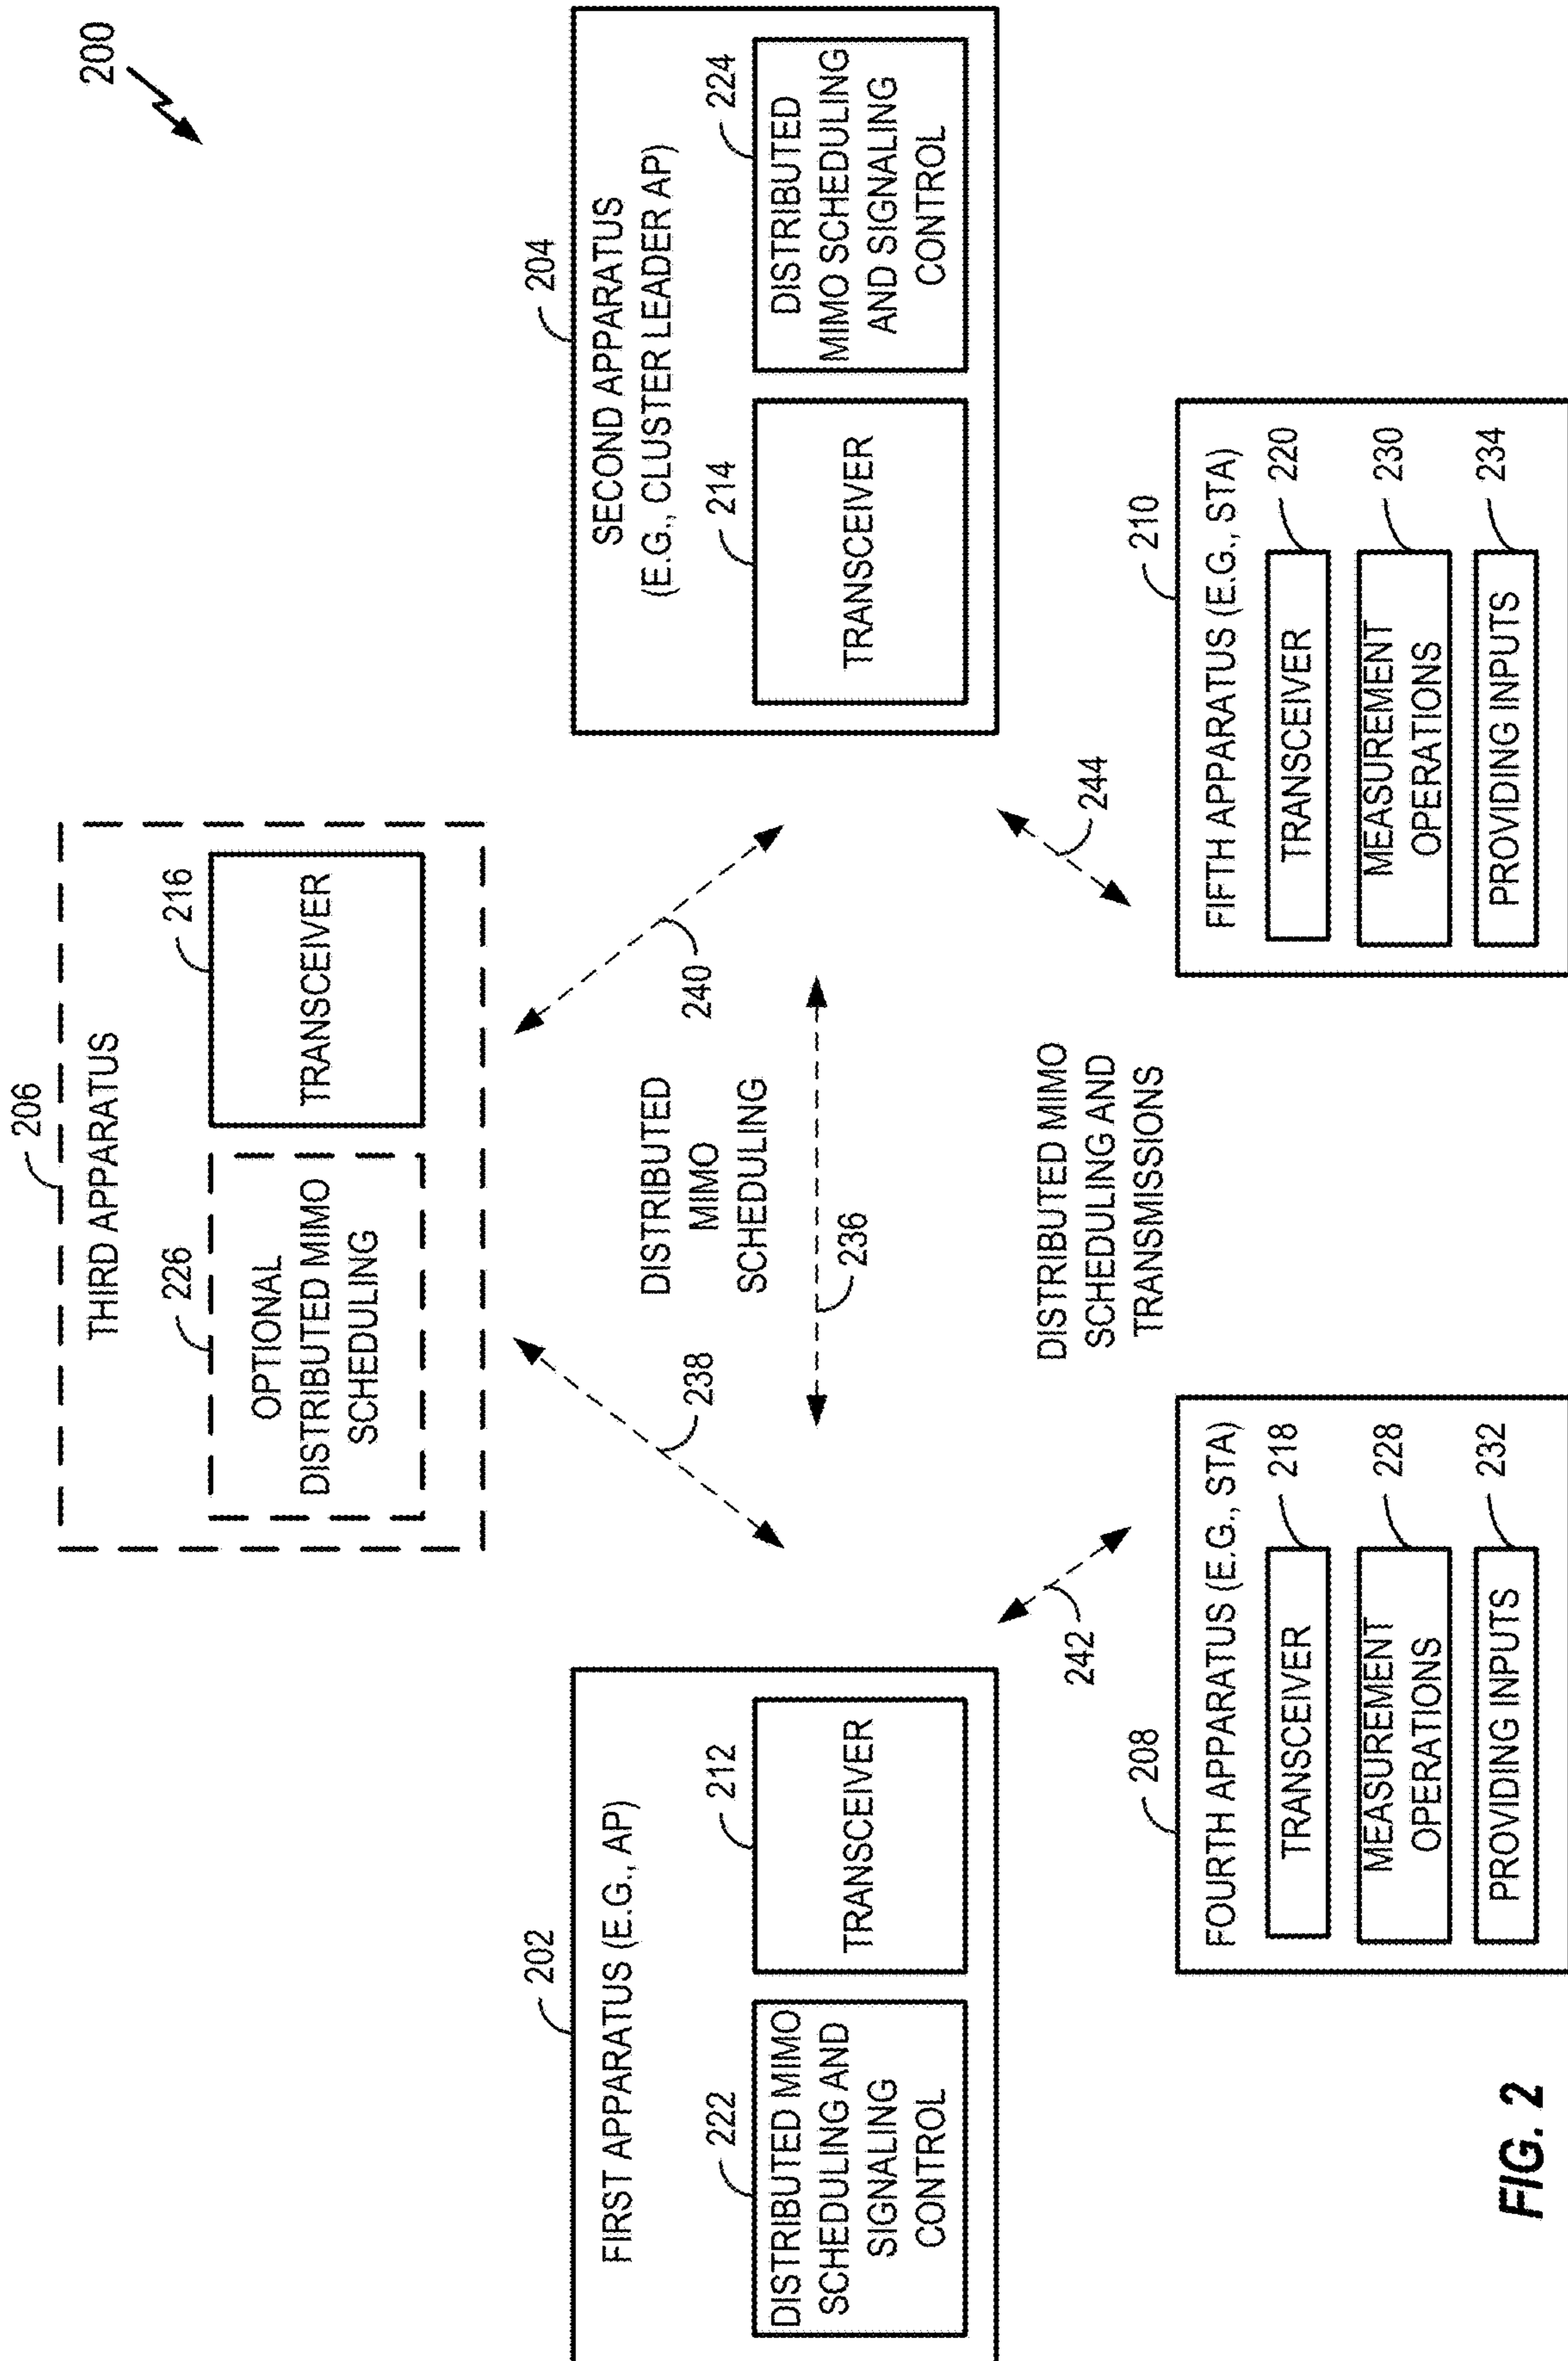 200
206
THIRD APPARATUS
226
216
OPTIONAL
DISTRIBUTED MIMO
SCHEDULING
TRANSCEIVER
202
FIRST APPARATUS (E.G., AP)
222
212
DISTRIBUTED MIMO
SCHEDULING AND
SIGNALING
CONTROL
TRANSCEIVER
238
240
DISTRIBUTED
MIMO
SCHEDULING
236
204
SECOND APPARATUS
(E.G., CLUSTER LEADER AP)
214
224
TRANSCEIVER
DISTRIBUTED
MIMO SCHEDULING
AND SIGNALING
CONTROL
242
244
DISTRIBUTED MIMO
SCHEDULING AND
TRANSMISSIONS
208
FOURTH APPARATUS (E.G., STA)
TRANSCEIVER
218
MEASUREMENT
OPERATIONS
228
PROVIDING INPUTS
232
210
FIFTH APPARATUS (E.G., STA)
TRANSCEIVER
220
MEASUREMENT
OPERATIONS
230
PROVIDING INPUTS
234
FIG. 2